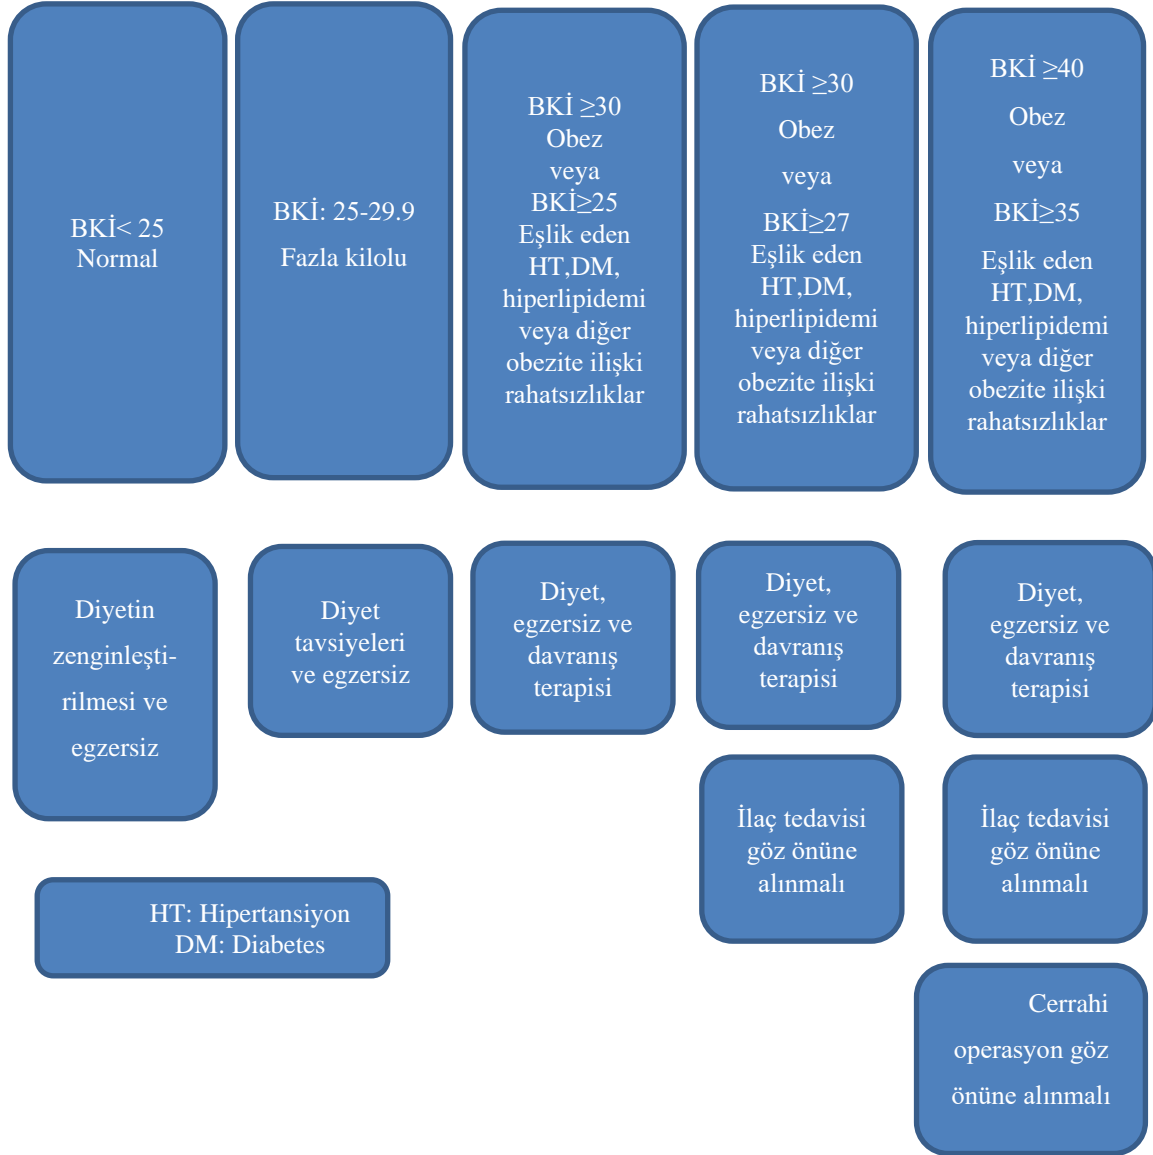 BKİ< 25
Normal
BKİ: 25-29.9
Fazla kilolu
BKİ ≥30
Obez
veya
BKİ≥25
Eşlik eden
HT,DM,
hiperlipidemi
veya diğer
obezite ilişki
rahatsızlıklar
BKİ ≥30
Obez
veya
BKİ≥27
Eşlik eden
HT,DM,
hiperlipidemi
veya diğer
obezite ilişki
rahatsızlıklar
BKİ ≥40
Obez
veya
BKİ≥35
Eşlik eden
HT,DM,
hiperlipidemi
veya diğer
obezite ilişki
rahatsızlıklar
Diyetin
zenginleşti-
rilmesi ve
egzersiz
Diyet
tavsiyeleri
ve egzersiz
Diyet,
egzersiz ve
davranış
terapisi
Diyet,
egzersiz ve
davranış
terapisi
Diyet,
egzersiz ve
davranış
terapisi
İlaç tedavisi
göz önüne
alınmalı
İlaç tedavisi
göz önüne
alınmalı
HT: Hipertansiyon
DM: Diabetes
Cerrahi
operasyon göz
önüne alınmalı